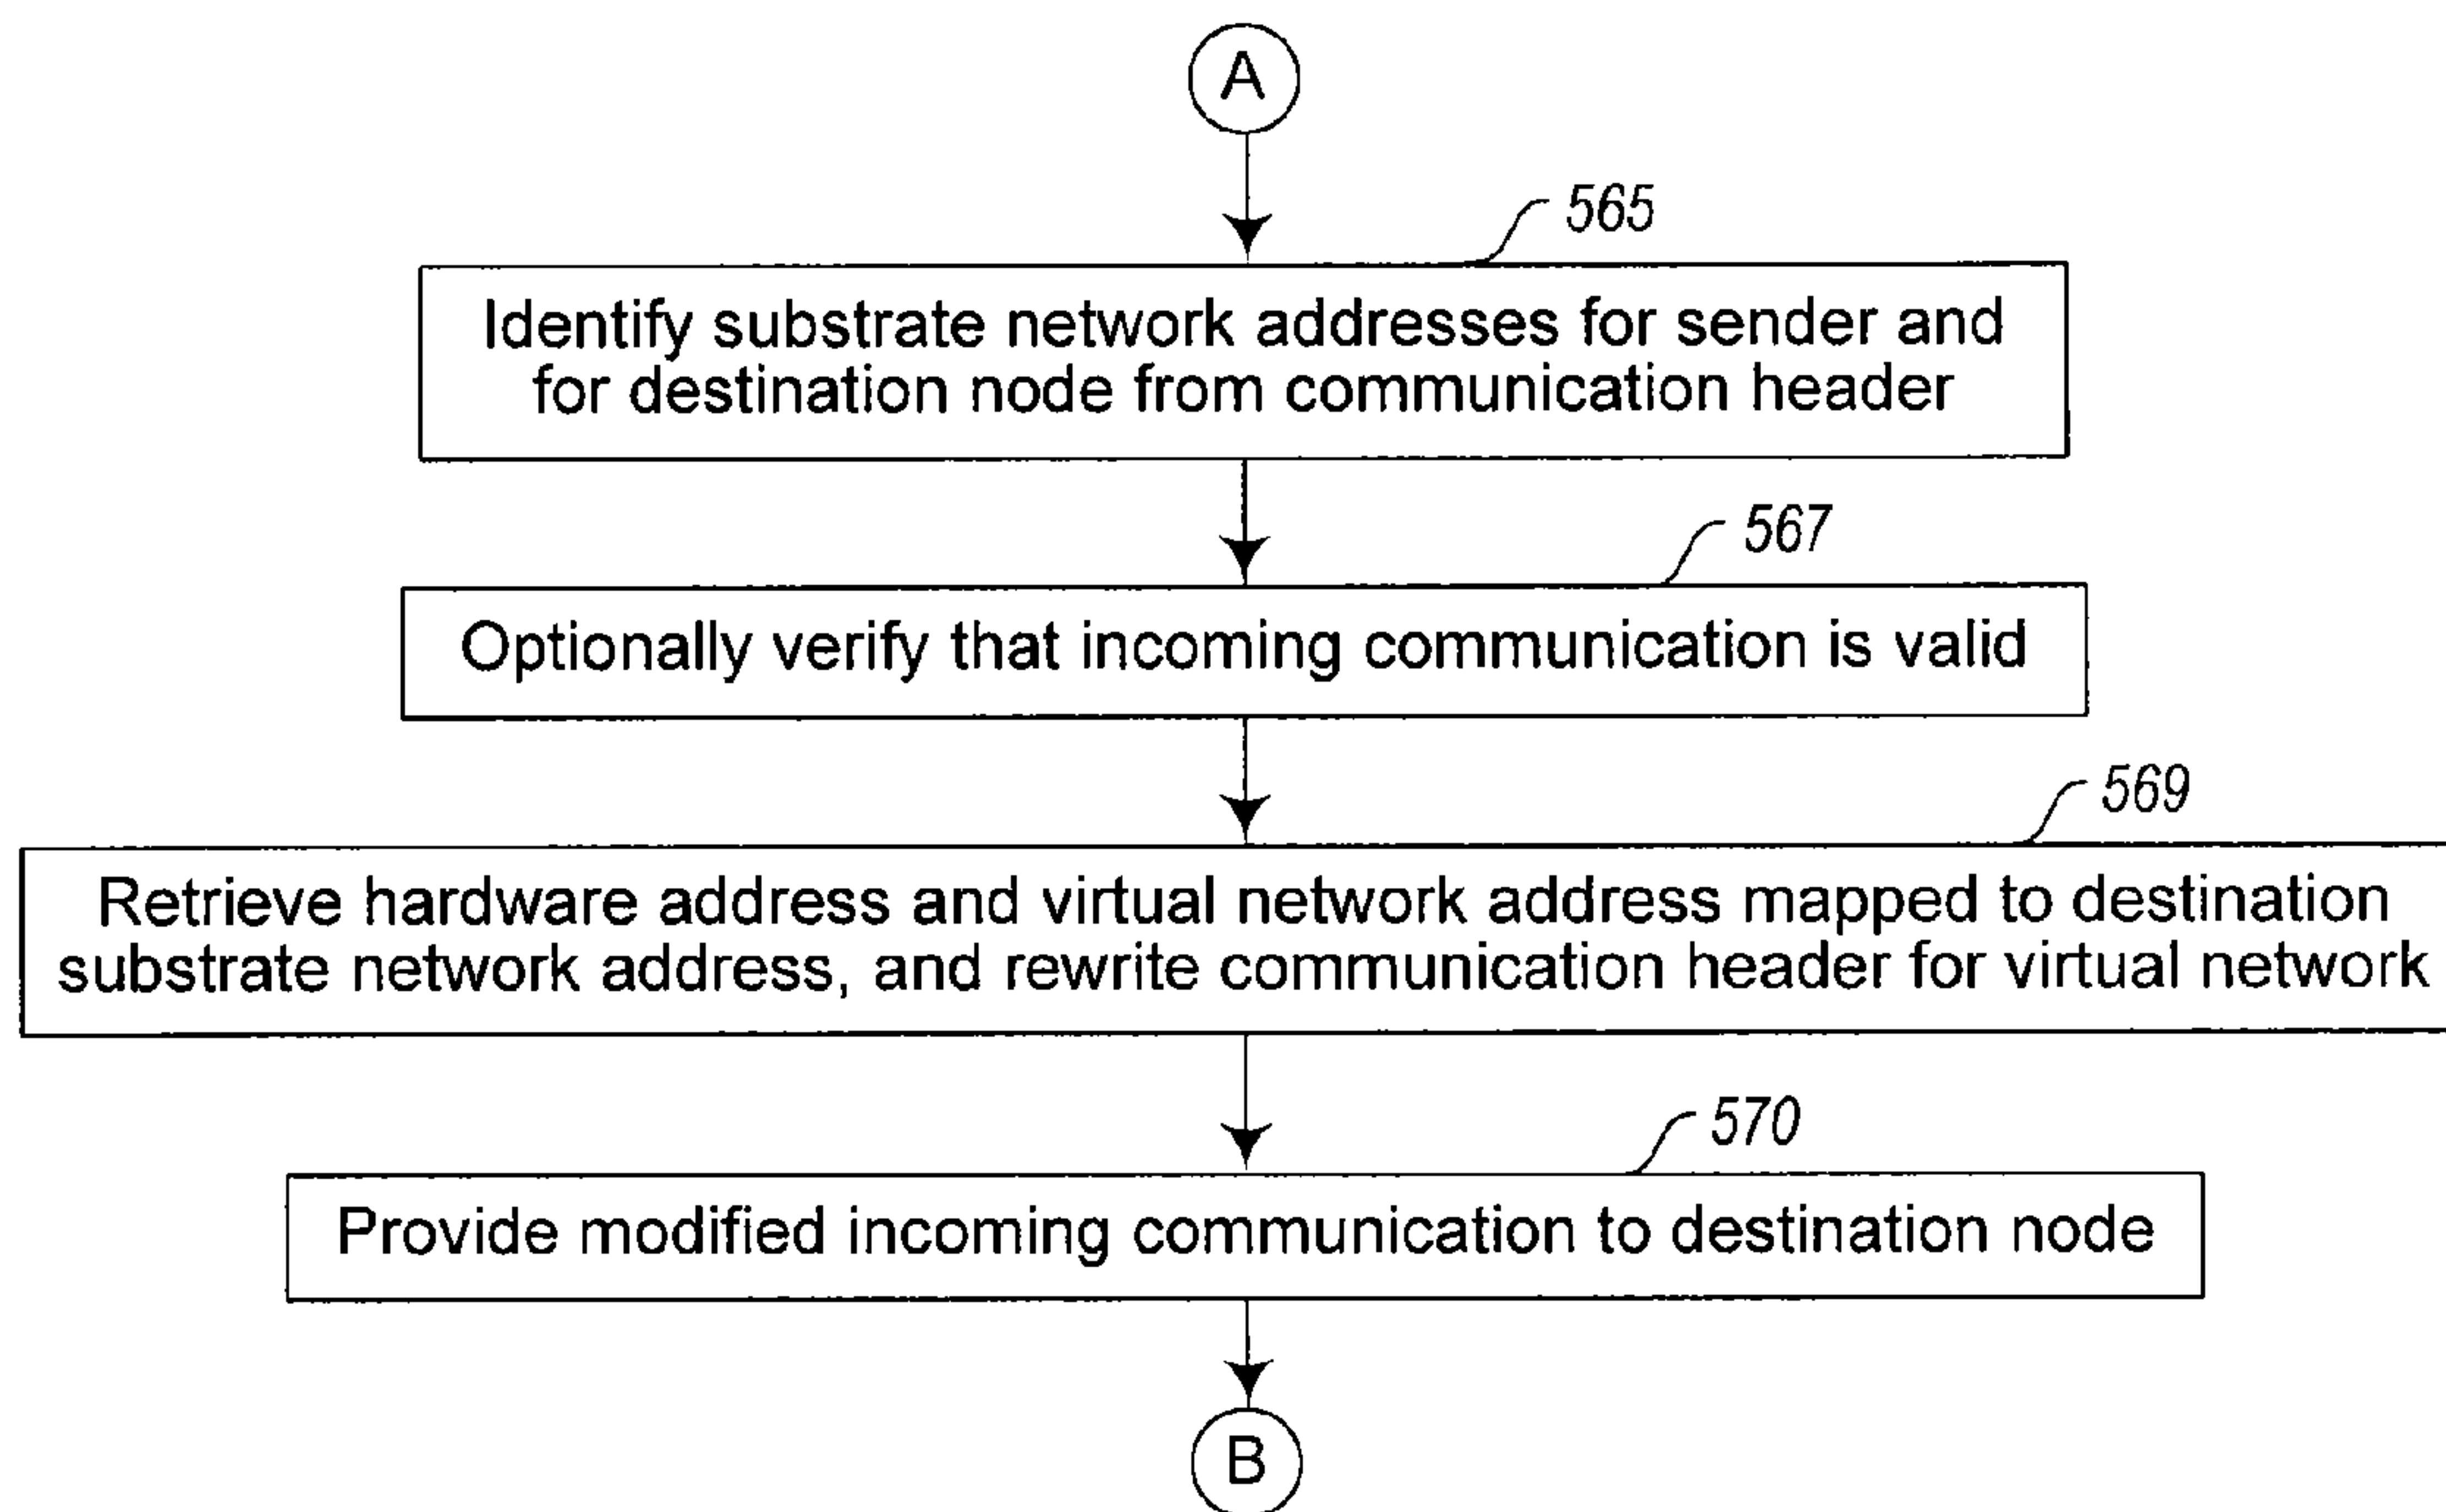 A
565
Identify substrate network addresses for sender and
for destination node from communication header
567
Optionally verify that incoming communication is valid
569
Retrieve hardware address and virtual network address mapped to destination
substrate network address, and rewrite communication header for virtual network
570
Provide modified incoming communication to destination node
B